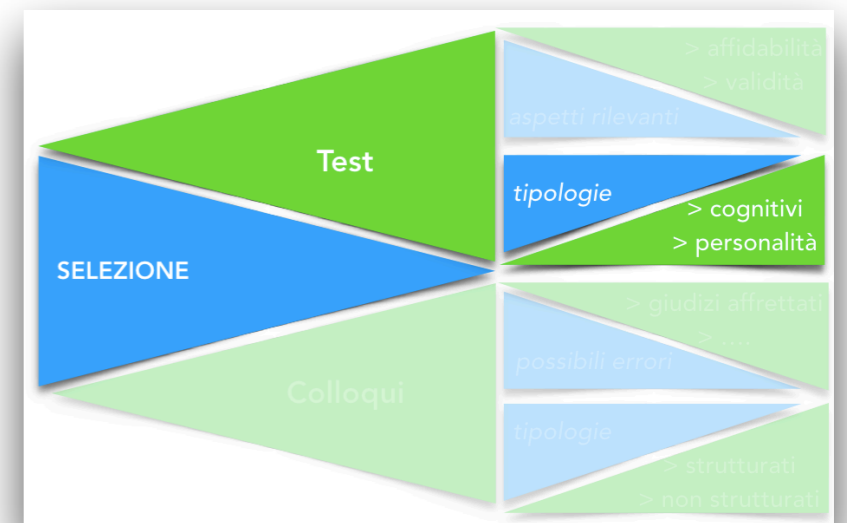 > affidabilità
> validità
aspetti rilevanti
Test
tipologie
> cognitivi
> personalità
SELEZIONE
> giudizi affrettati
> ....
possibili errori
Colloqui
tipologie
> strutturati
> non strutturati